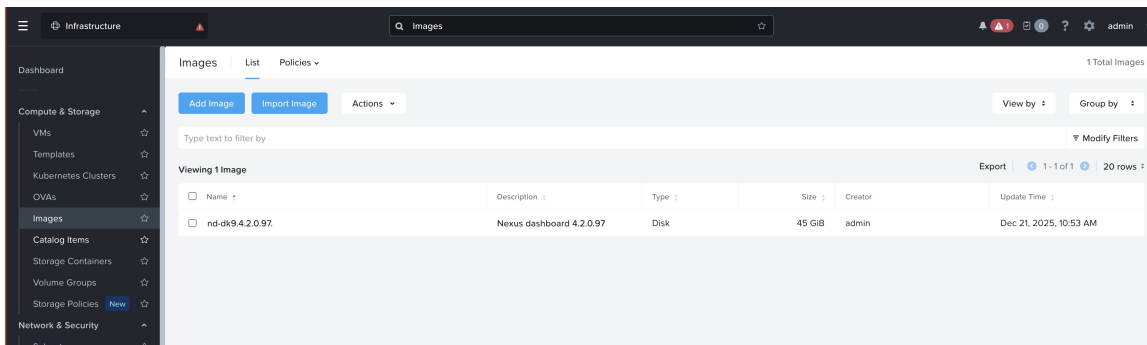 Infrastructure
Images
1
0
?
admin
Dashboard
Compute & Storage
VMs
Templates
Kubernetes Clusters
OVAs
Images
Catalog Items
Storage Containers
Volume Groups
Storage Policies New
Network & Security
Images List Policies
1 Total Images
Add Image Import Image Actions
View by Group by
Type text to filter by
Modify Filters
Viewing 1 Image
Export 1 - 1 of 1 20 rows
Name Description Type Size Creator Update Time
nd-dk9.4.2.0.97. Nexus dashboard 4.2.0.97 Disk 45 GiB admin Dec 21, 2025, 10:53 AM